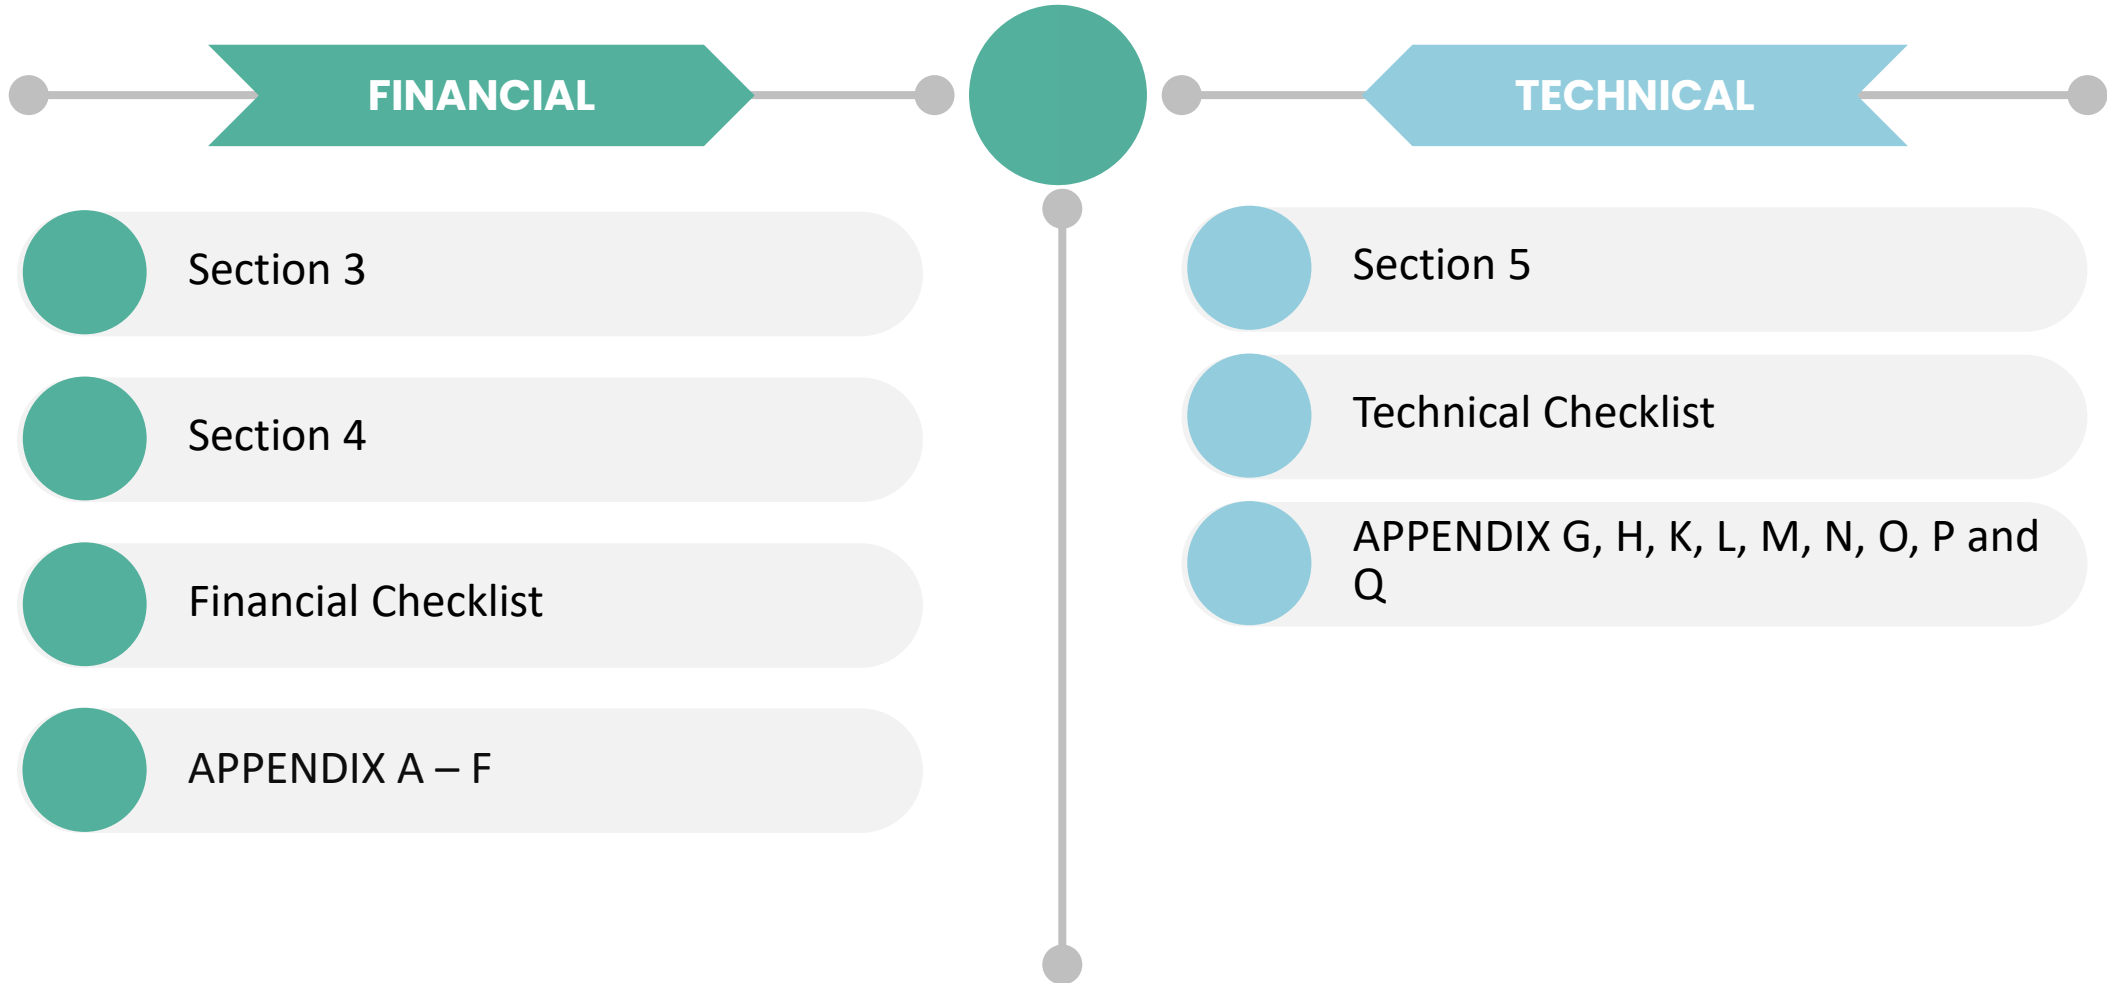 FINANCIAL
Section 3
Section 4
Financial Checklist
APPENDIX A – F
TECHNICAL
Section 5
Technical Checklist
APPENDIX G, H, K, L, M, N, O, P and
Q